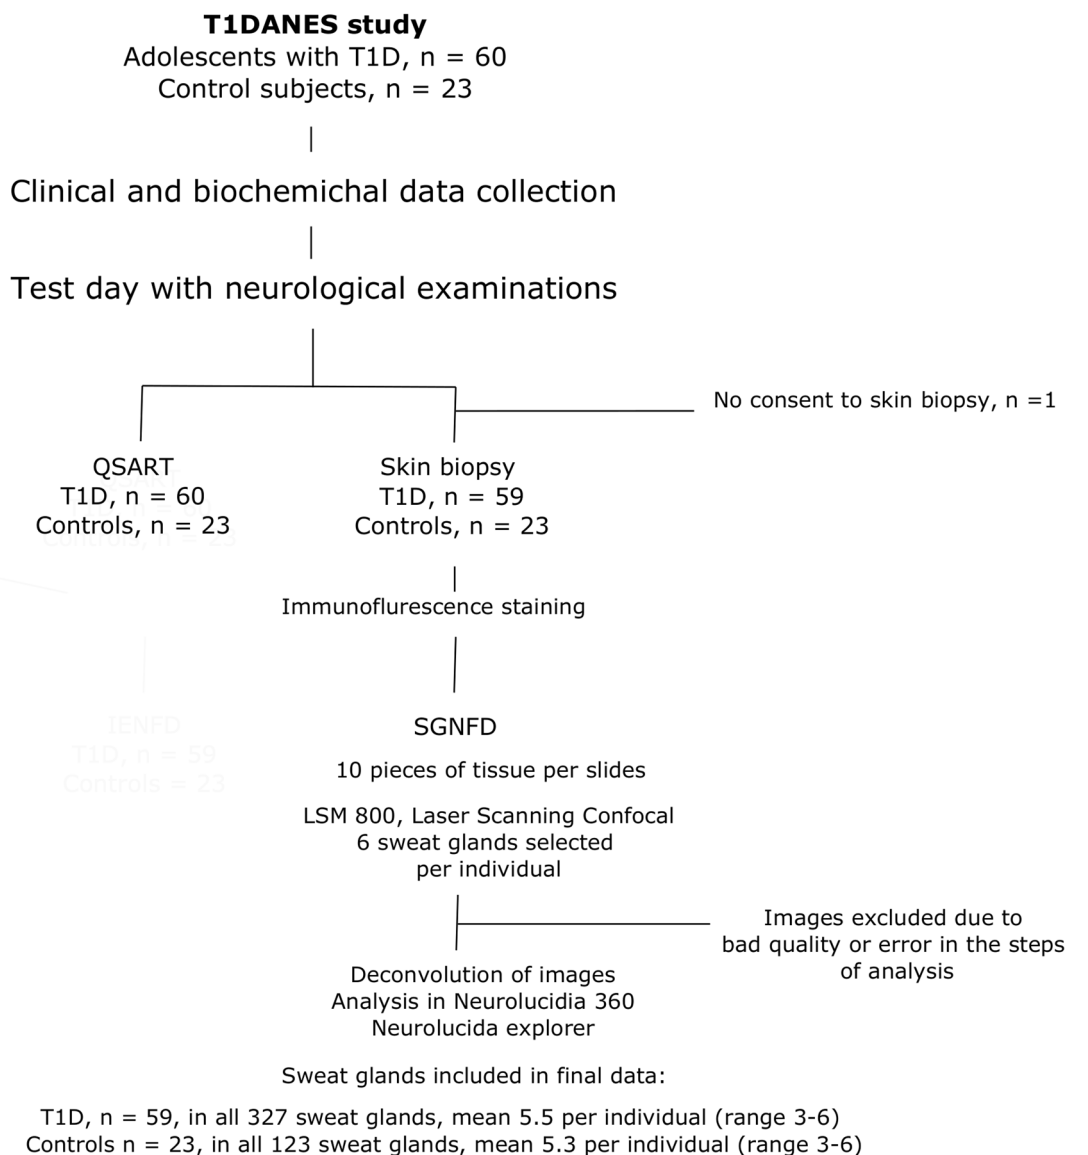 T1DANES study
Adolescents with T1D, n = 60
Control subjects, n = 23
Clinical and biochemichal data collection
Test day with neurological examinations
No consent to skin biopsy, n =1
QSART
T1D, n = 60
Controls, n = 23
Skin biopsy
T1D, n = 59
Controls, n = 23
Immunoflurescence staining
IENFD
T1D, n = 59
Controls = 23
SGNFD
10 pieces of tissue per slides
LSM 800, Laser Scanning Confocal
6 sweat glands selected
per individual
Images excluded due to
bad quality or error in the steps
of analysis
Deconvolution of images
Analysis in Neurolucidia 360
Neurolucida explorer
Sweat glands included in final data:
T1D, n = 59, in all 327 sweat glands, mean 5.5 per individual (range 3-6)
Controls n = 23, in all 123 sweat glands, mean 5.3 per individual (range 3-6)